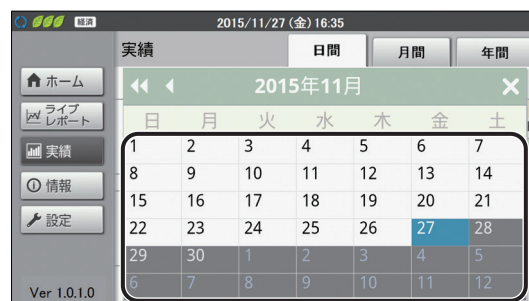 経済 2015/11/27 (金) 16:35
実績 日間 月間 年間
ホーム
ライブ
レポート
実績
情報
設定
Ver 1.0.1.0
2015年11月
日 月 火 水 木 金 土
1 2 3 4 5 6 7
8 9 10 11 12 13 14
15 16 17 18 19 20 21
22 23 24 25 26 27 28
29 30 1 2 3 4 5
6 7 8 9 10 11 12